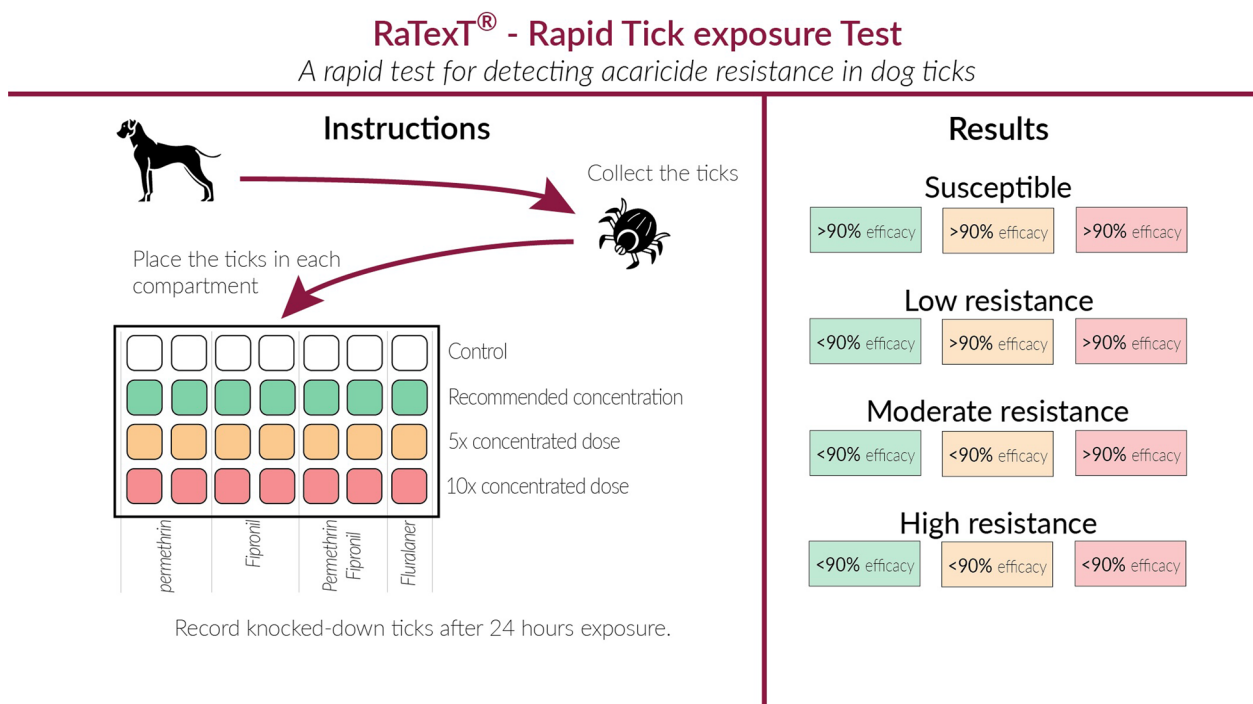 RaTexT® - Rapid Tick exposure Test
A rapid test for detecting acaricide resistance in dog ticks
Instructions
Collect the ticks
Place the ticks in each
compartment
Control
Recommended concentration
5x concentrated dose
10x concentrated dose
permethrin
Fipronil
Permethrin
Fipronil
Fluralaner
Record knocked-down ticks after 24 hours exposure.
Results
Susceptible
>90% efficacy >90% efficacy >90% efficacy
Low resistance
<90% efficacy >90% efficacy >90% efficacy
Moderate resistance
<90% efficacy <90% efficacy >90% efficacy
High resistance
<90% efficacy <90% efficacy <90% efficacy